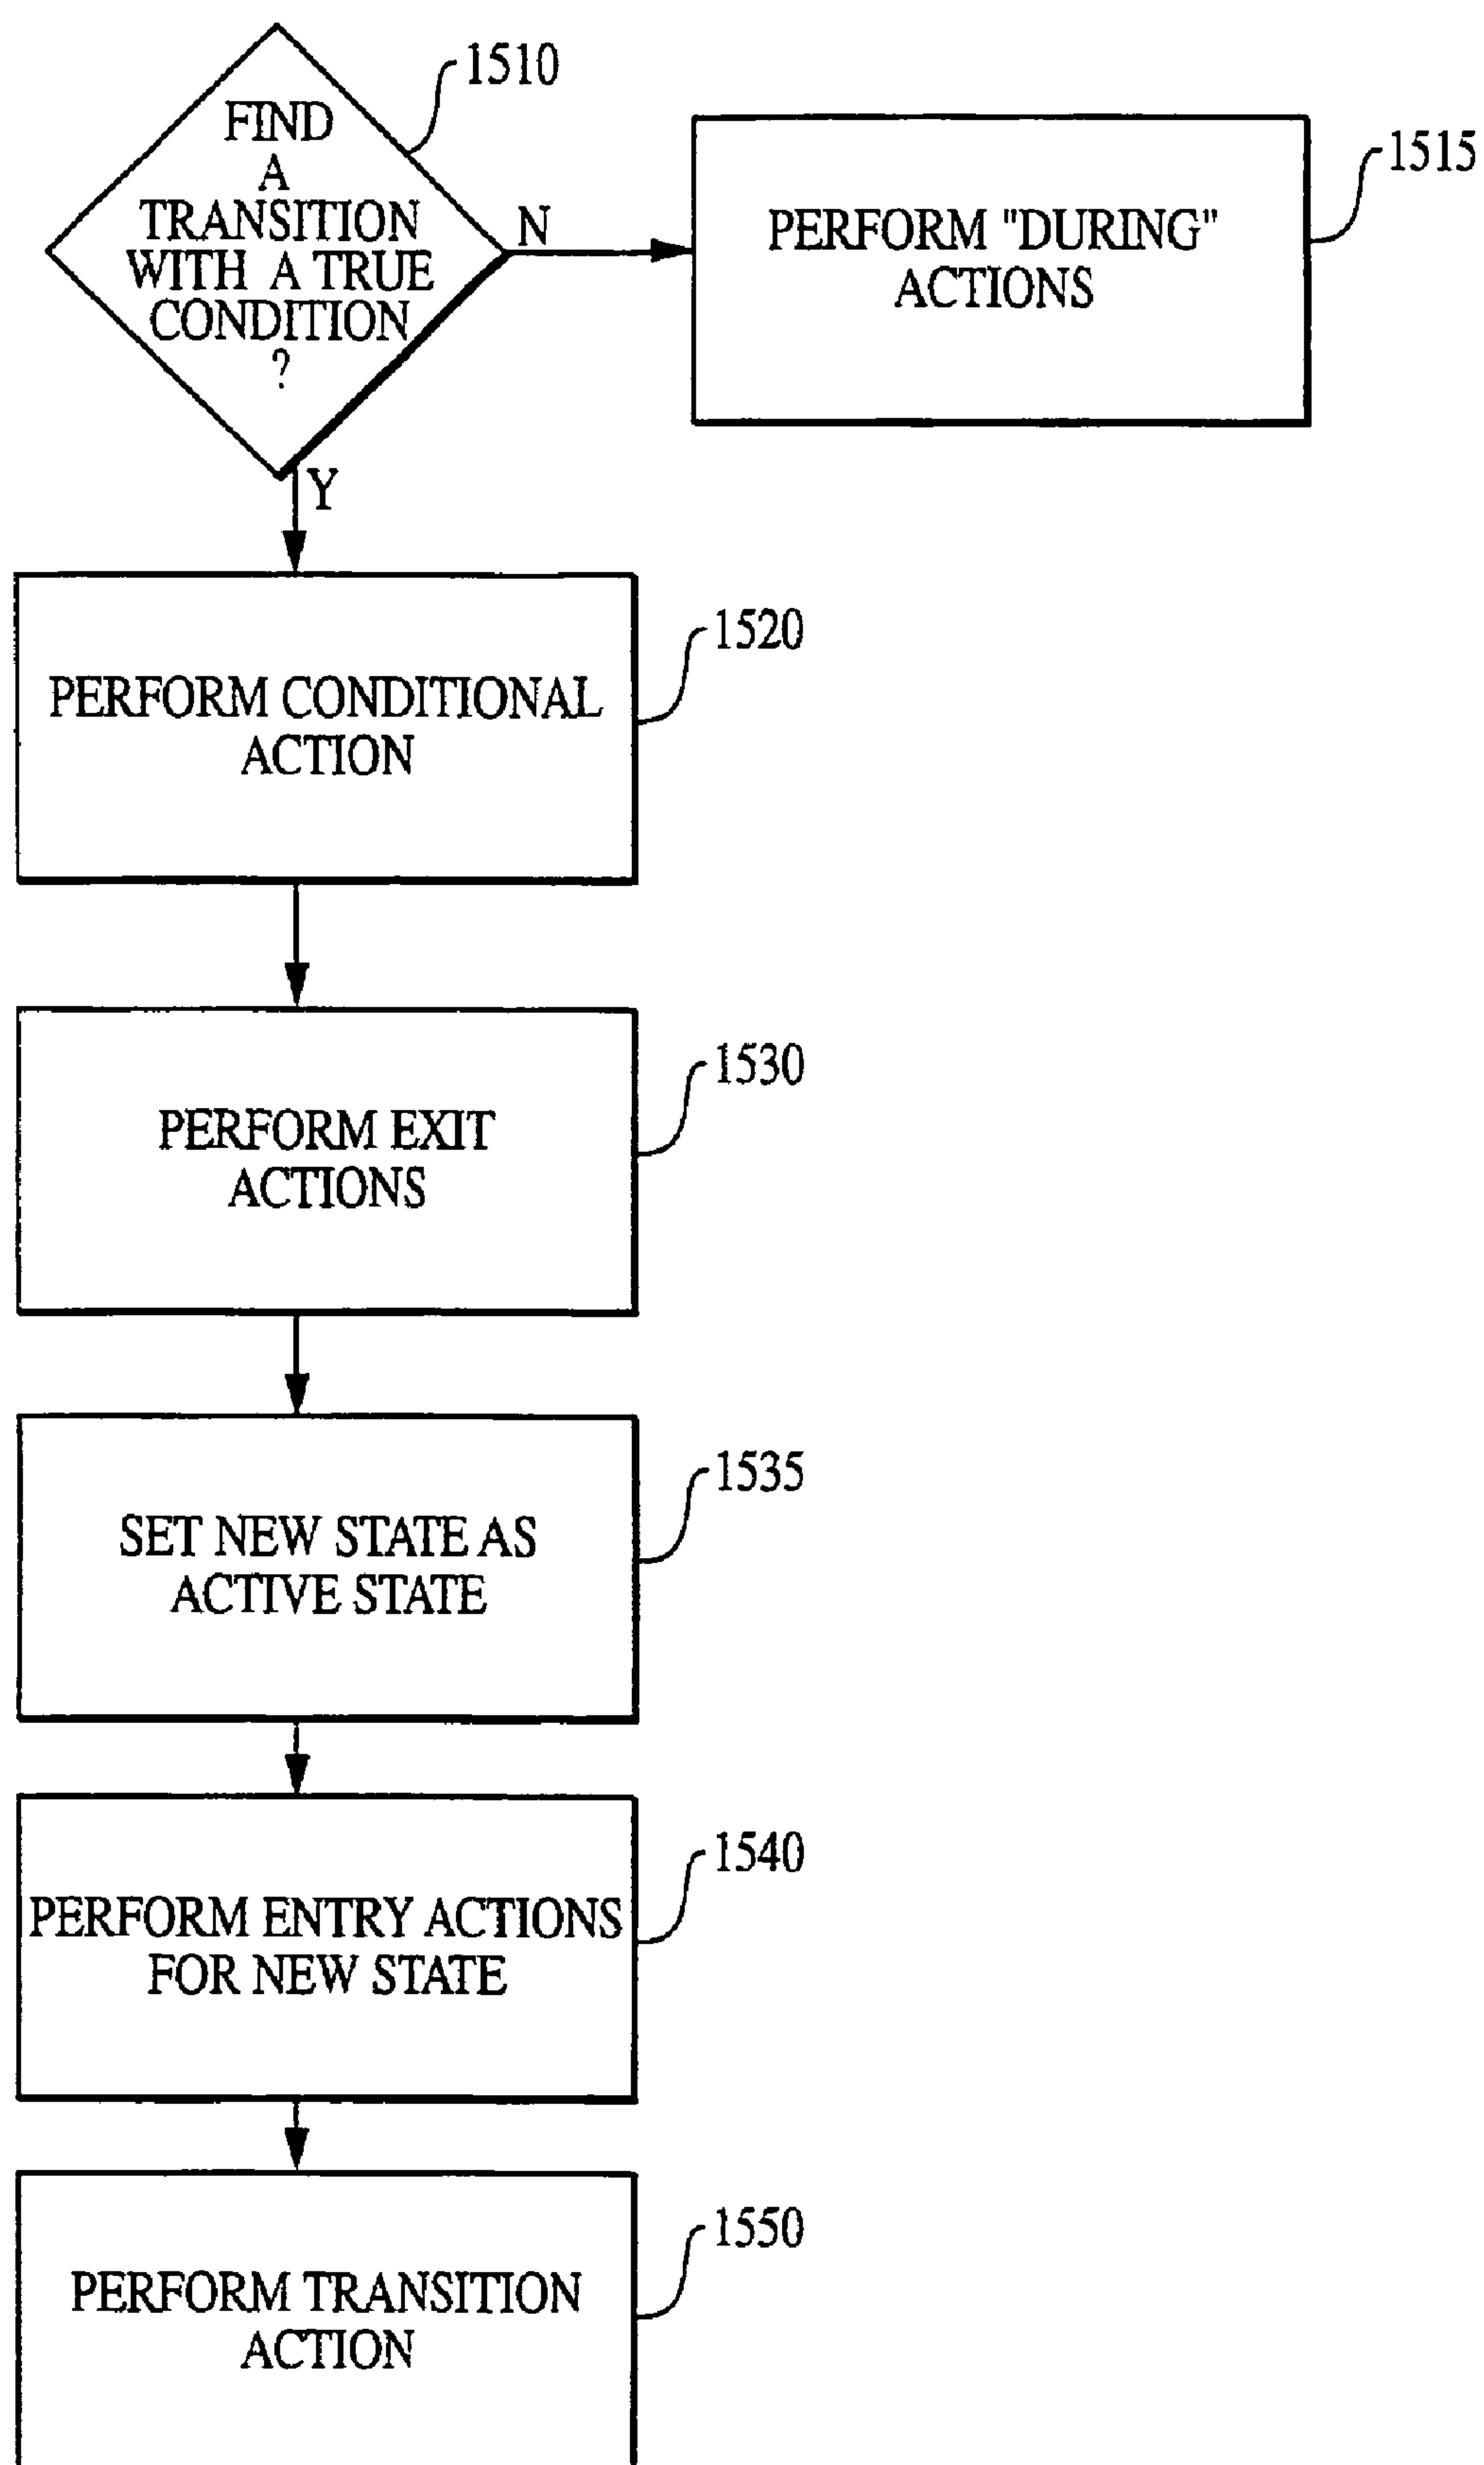 1510
FIND
A
TRANSITION
WITH A TRUE
CONDITION
?
N
Y
1515
PERFORM "DURING"
ACTIONS
1520
PERFORM CONDITIONAL
ACTION
1530
PERFORM EXIT
ACTIONS
1535
SET NEW STATE AS
ACTIVE STATE
1540
PERFORM ENTRY ACTIONS
FOR NEW STATE
1550
PERFORM TRANSITION
ACTION